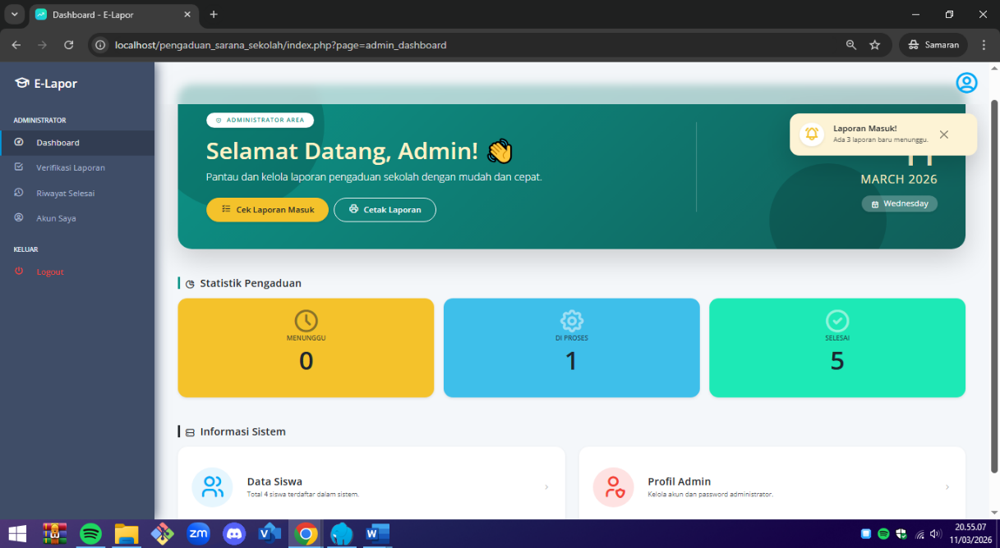 Dashboard - E-Lapor
localhost/pengaduan_sarana_sekolah/index.php?page=admin_dashboard
Samaran
E-Lapor
ADMINISTRATOR
Dashboard
Verifikasi Laporan
Riwayat Selesai
Akun Saya
KELUAR
Logout
ADMINISTRATOR AREA
Selamat Datang, Admin!
Pantau dan kelola laporan pengaduan sekolah dengan mudah dan cepat.
Cek Laporan Masuk
Cetak Laporan
Laporan Masuk!
Ada 3 laporan baru menunggu.
11
MARCH 2026
Wednesday
Statistik Pengaduan
MENUNGGU
0
DI PROSES
1
SELESAI
5
Informasi Sistem
Data Siswa
Total 4 siswa terdaftar dalam sistem.
Profil Admin
Kelola akun dan password administrator.
zm
V
W
20.55.07
11/03/2026